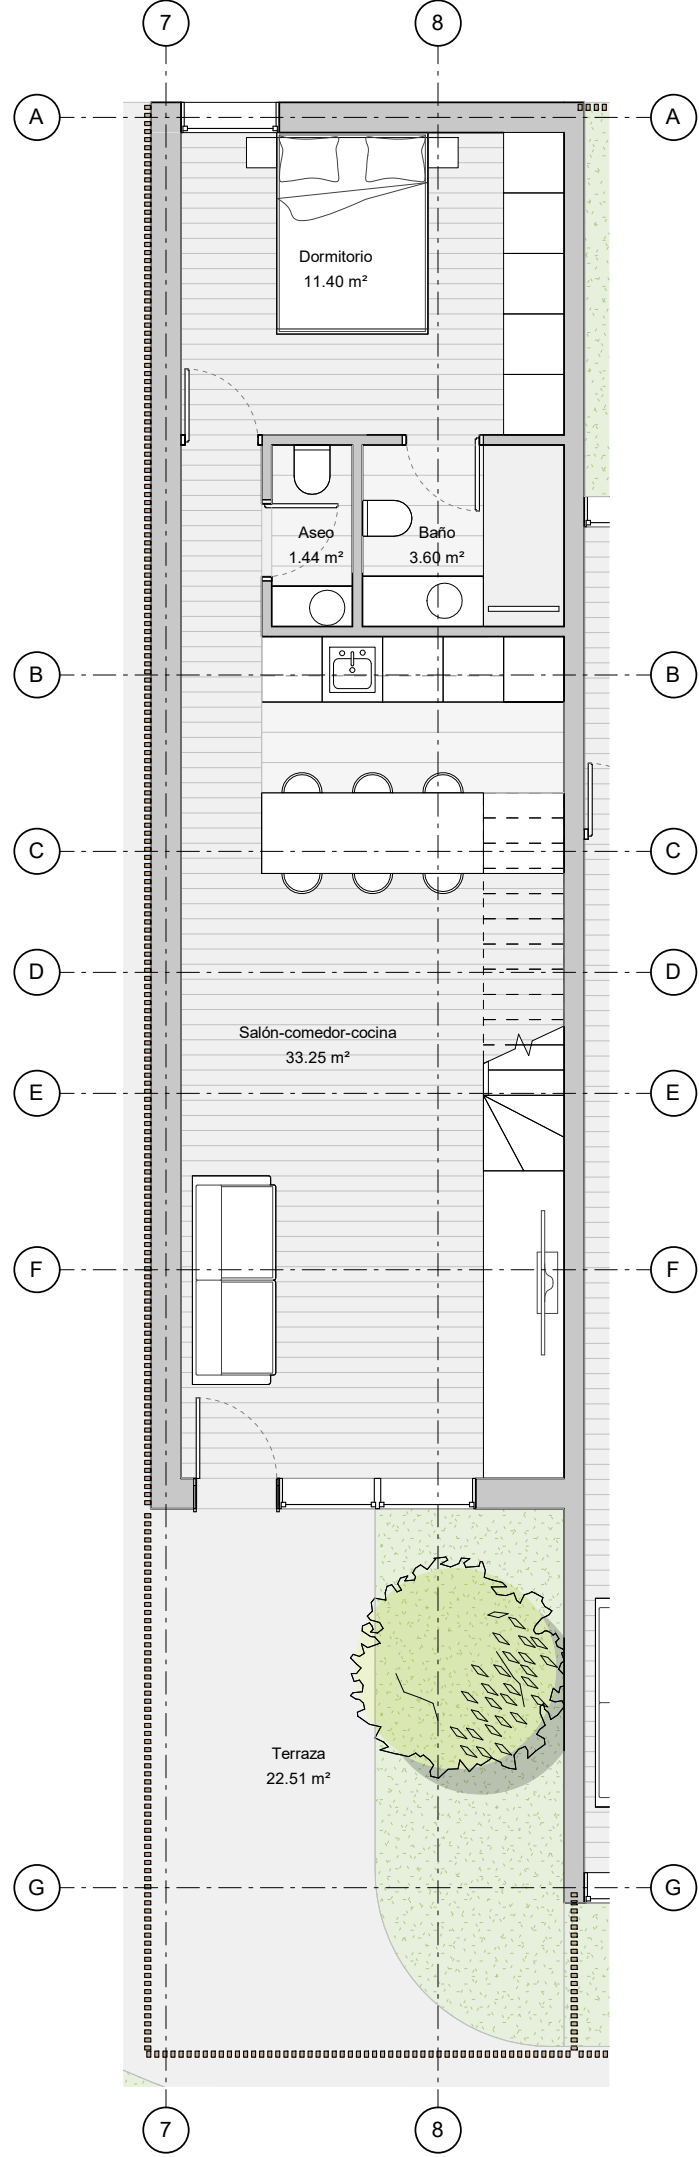 7
8
A
A
Dormitorio
11.40 m²
Aseo
1.44 m²
Baño
3.60 m²
B
B
C
C
D
D
Salón-comedor-cocina
33.25 m²
E
E
F
F
Terraza
22.51 m²
G
G
7
8